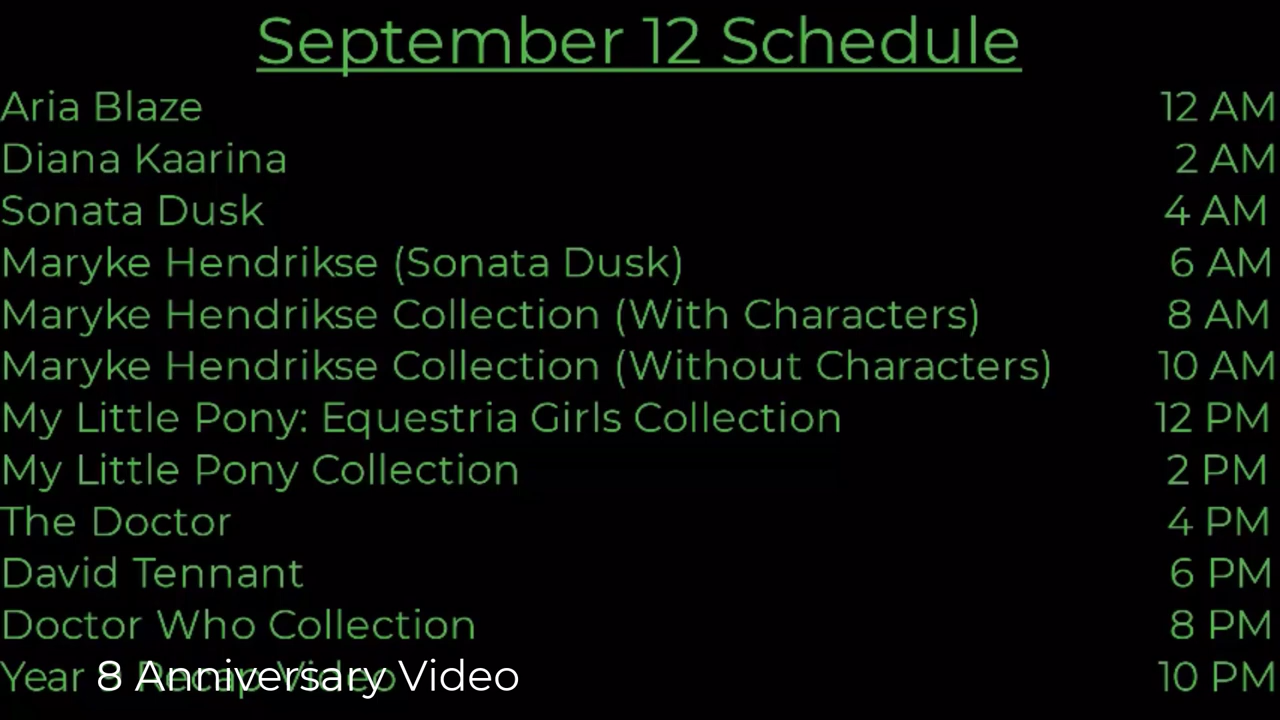 September 12 Schedule
Aria Blaze 12 AM
Diana Kaarina 2 AM
Sonata Dusk 4 AM
Maryke Hendrikse (Sonata Dusk) 6 AM
Maryke Hendrikse Collection (With Characters) 8 AM
Maryke Hendrikse Collection (Without Characters) 10 AM
My Little Pony: Equestria Girls Collection 12 PM
My Little Pony Collection 2 PM
The Doctor 4 PM
David Tennant 6 PM
Doctor Who Collection 8 PM
Year 8 Recap Video 10 PM
8 Anniversary Video